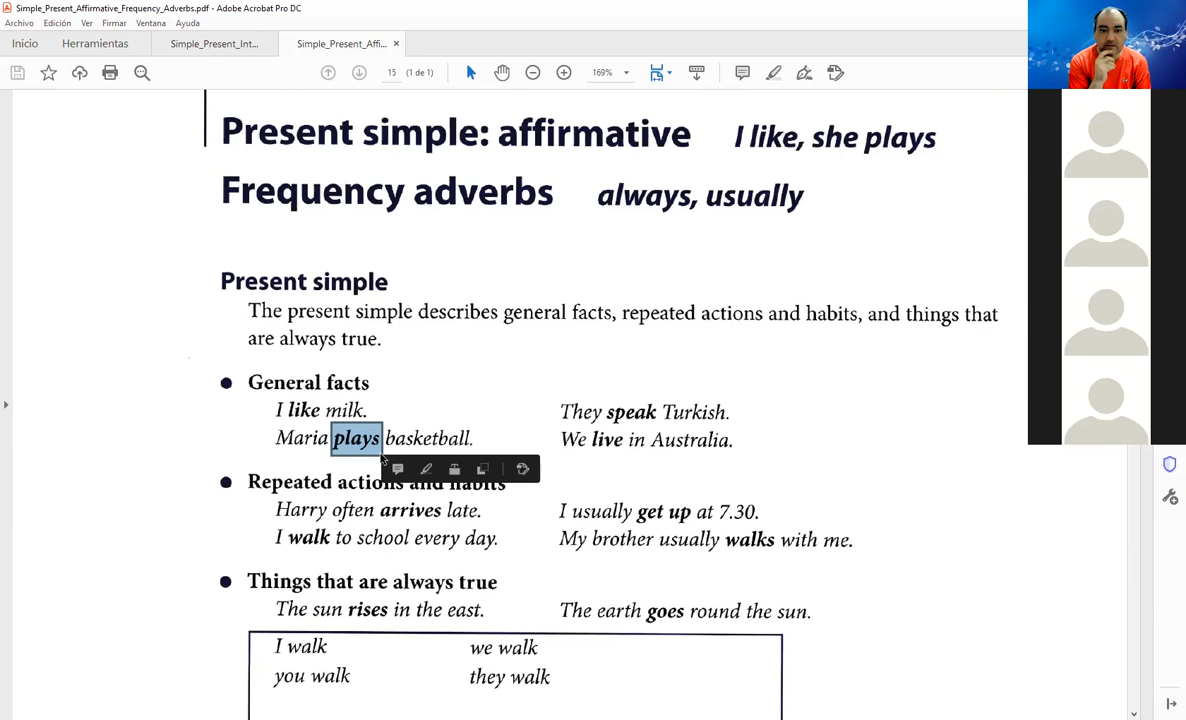 Simple_Present_Affirmative_Frequency_Adverbs.pdf - Adobe Acrobat Pro DC
Archivo Edición Ver Firmar Ventana Ayuda
Inicio Herramientas Simple_Present_Int... Simple_Present_Affi... ×
15 (1 de 1) 169%
Present simple: affirmative I like, she plays
Frequency adverbs always, usually
Present simple
The present simple describes general facts, repeated actions and habits, and things that
are always true.
General facts
I like milk. They speak Turkish.
Maria plays basketball. We live in Australia.
Repeated actions and habits
Harry often arrives late. I usually get up at 7.30.
I walk to school every day. My brother usually walks with me.
Things that are always true
The sun rises in the east. The earth goes round the sun.
I walk we walk
you walk they walk